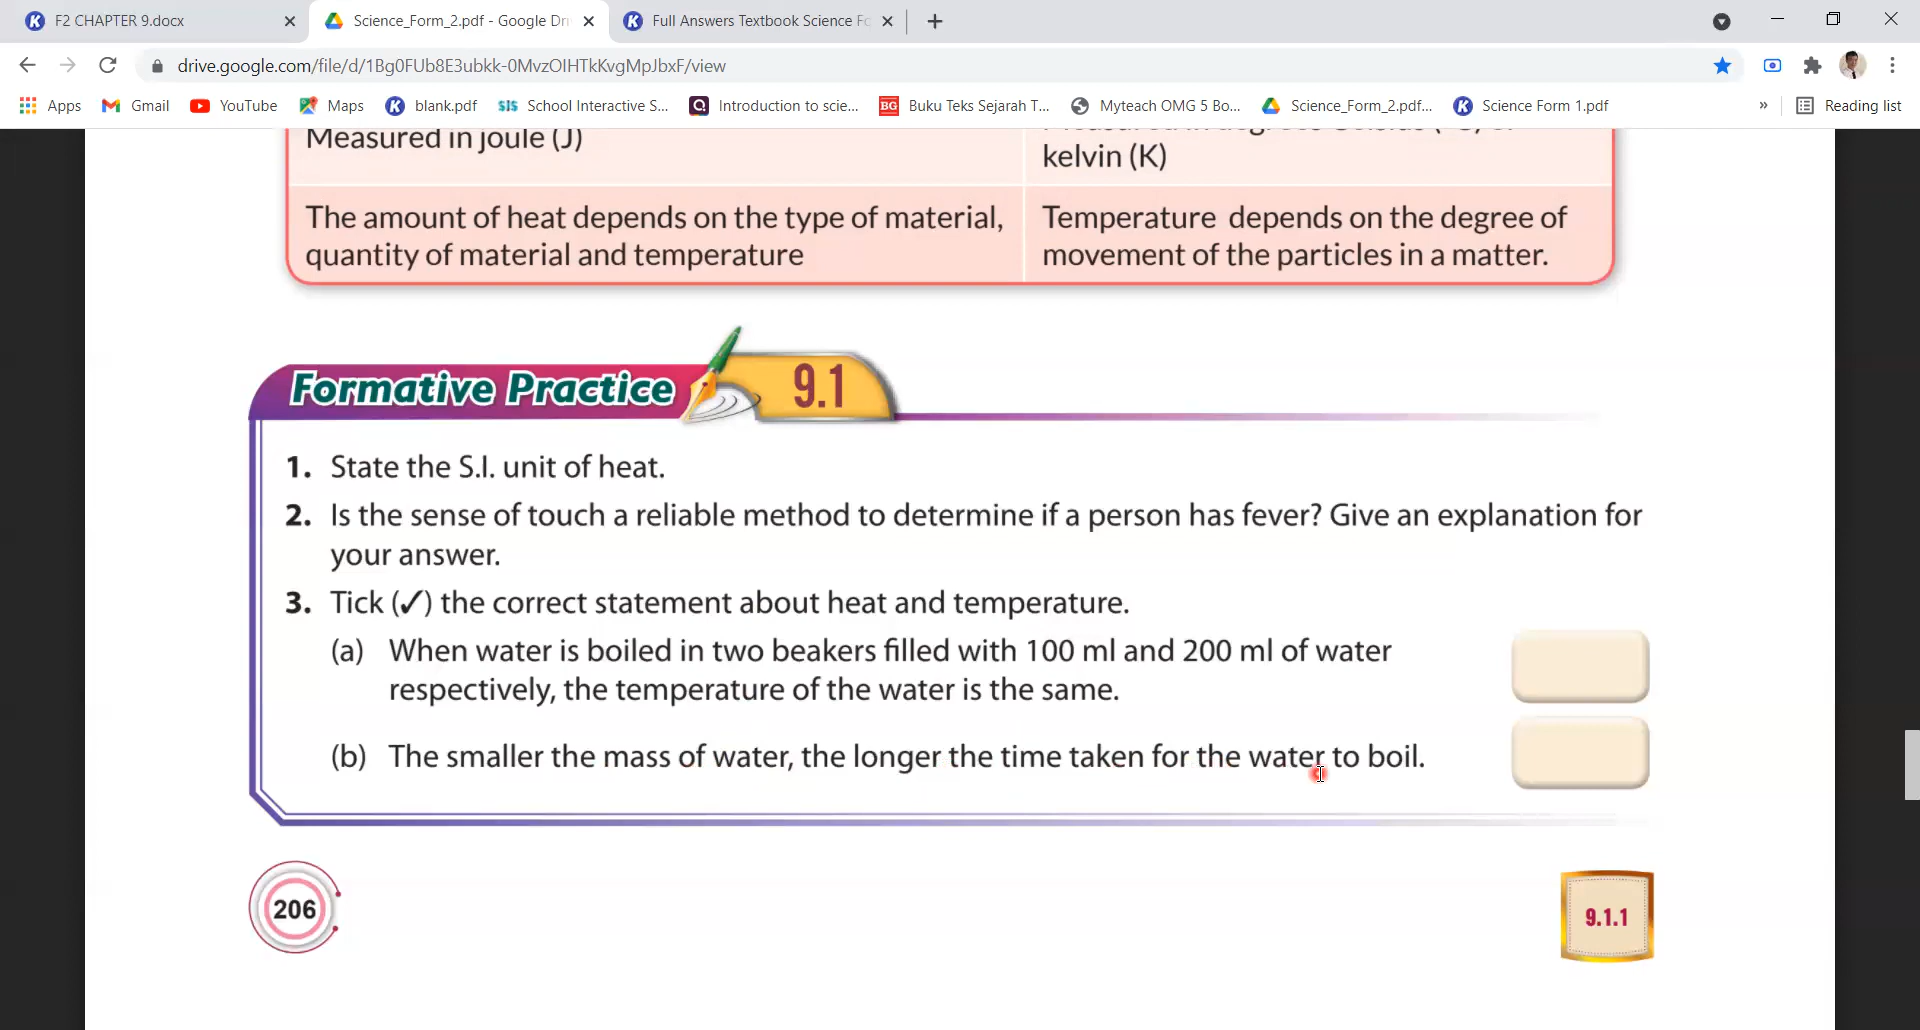 F2 CHAPTER 9.docx
Science_Form_2.pdf - Google Dri
Full Answers Textbook Science Fo
drive.google.com/file/d/1Bg0FUb8E3ubkk-0MvzOIHTkKvgMpJbxF/view
Apps
Gmail
YouTube
Maps
blank.pdf
School Interactive S...
Introduction to scie...
Buku Teks Sejarah T...
Myteach OMG 5 Bo...
Science_Form_2.pdf...
Science Form 1.pdf
»
Reading list
Measured in joule (J)
kelvin (K)
The amount of heat depends on the type of material,
quantity of material and temperature
Temperature depends on the degree of
movement of the particles in a matter.
Formative Practice 9.1
1. State the S.I. unit of heat.
2. Is the sense of touch a reliable method to determine if a person has fever? Give an explanation for
your answer.
3. Tick (✓) the correct statement about heat and temperature.
(a) When water is boiled in two beakers filled with 100 ml and 200 ml of water
respectively, the temperature of the water is the same.
(b) The smaller the mass of water, the longer the time taken for the water to boil.
206
9.1.1